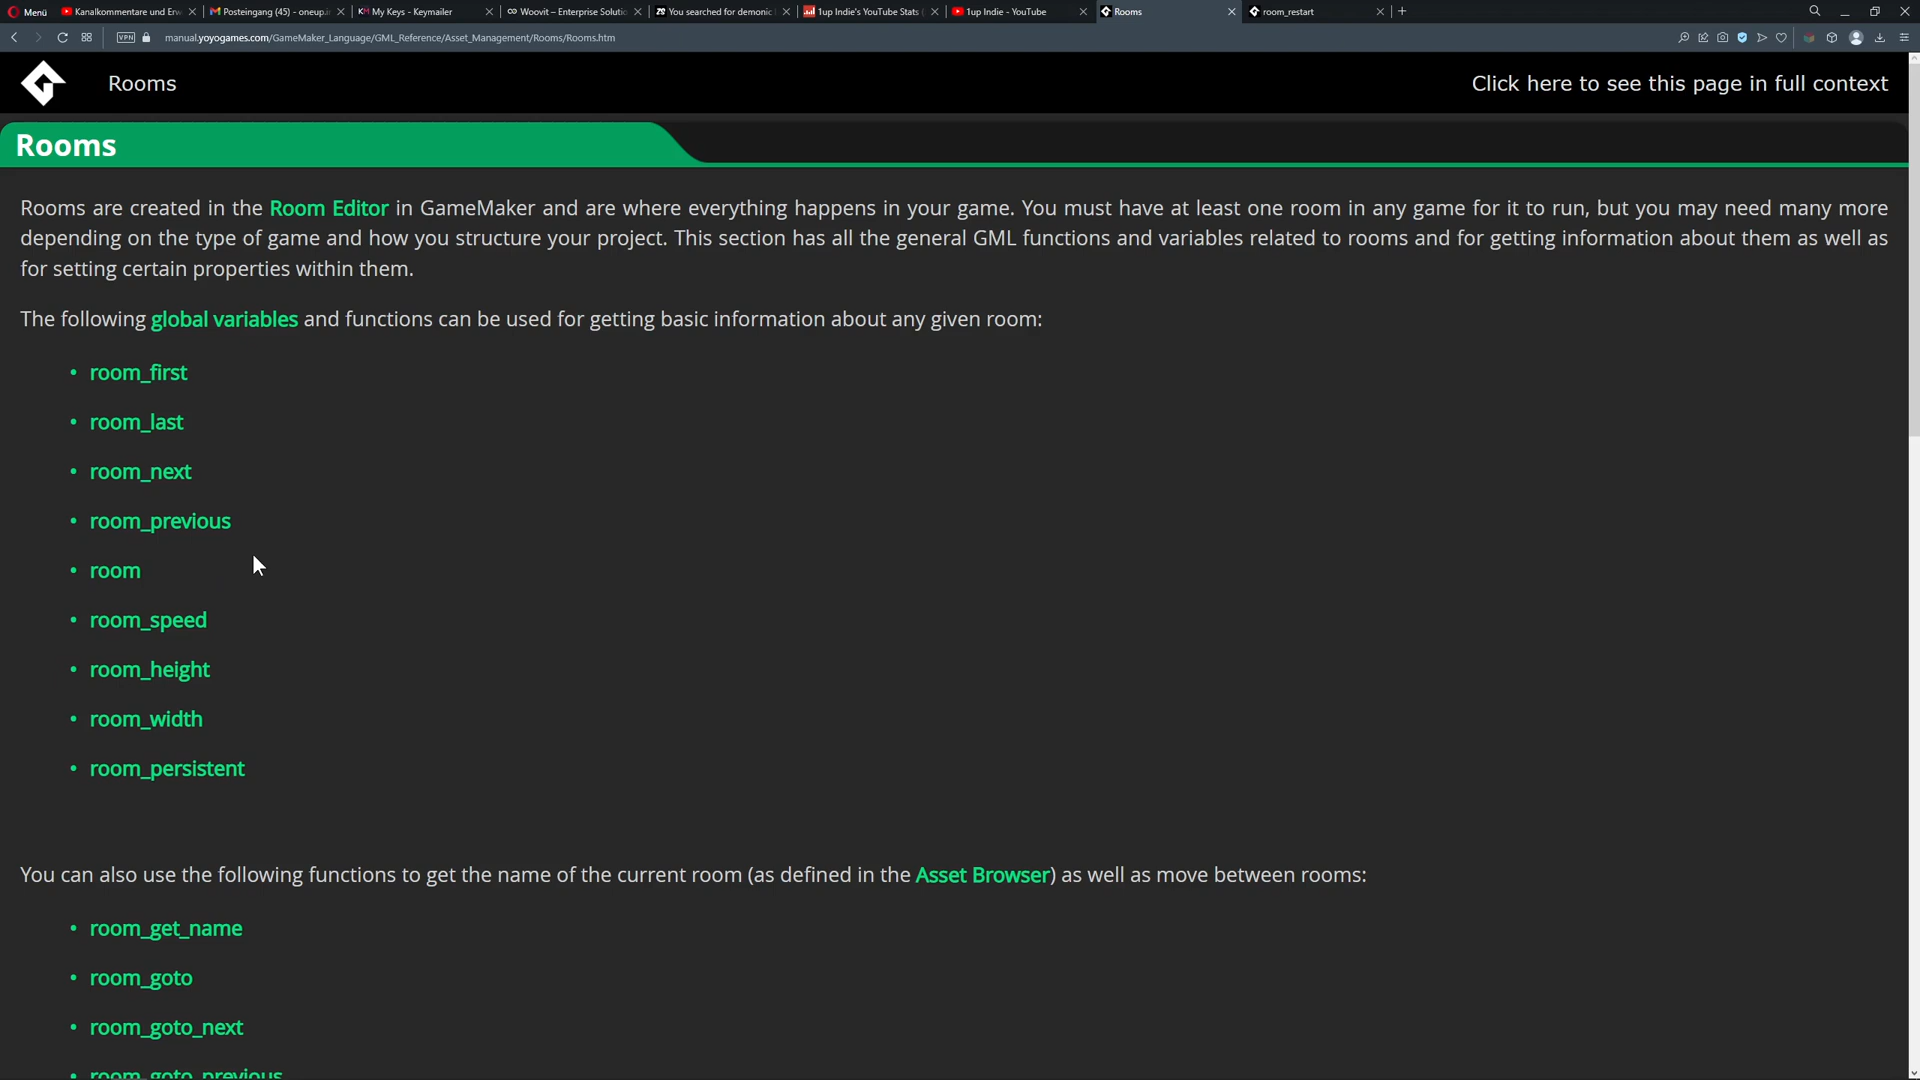 Menü
Kanalkommentare und Erw
Posteingang (45) - oneup.in
My Keys - Keymailer
Woovit – Enterprise Solutio
You searched for demonic
1up Indie's YouTube Stats
1up Indie - YouTube
Rooms
room_restart
VPN
manual.yoyogames.com/GameMaker_Language/GML_Reference/Asset_Management/Rooms/Rooms.htm
Rooms
Click here to see this page in full context
Rooms
Rooms are created in the Room Editor in GameMaker and are where everything happens in your game. You must have at least one room in any game for it to run, but you may need many more
depending on the type of game and how you structure your project. This section has all the general GML functions and variables related to rooms and for getting information about them as well as
for setting certain properties within them.
The following global variables and functions can be used for getting basic information about any given room:
• room_first
• room_last
• room_next
• room_previous
• room
• room_speed
• room_height
• room_width
• room_persistent
You can also use the following functions to get the name of the current room (as defined in the Asset Browser) as well as move between rooms:
• room_get_name
• room_goto
• room_goto_next
• room_goto_previous